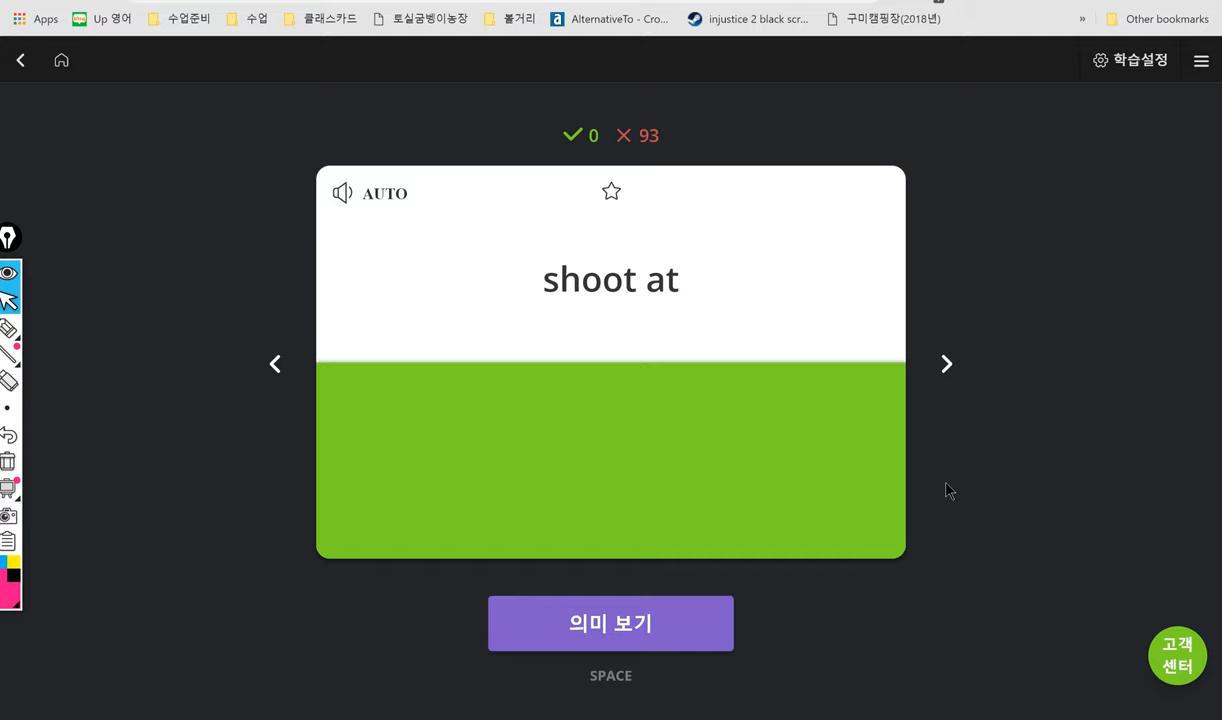 Apps Up 영어 수업준비 수업 클래스카드 토실굼벵이농장 볼거리 AlternativeTo - Cro... injustice 2 black scr... 구미캠핑장(2018년) » Other bookmarks
학습설정
0 93
AUTO
shoot at
의미 보기
SPACE
고객
센터